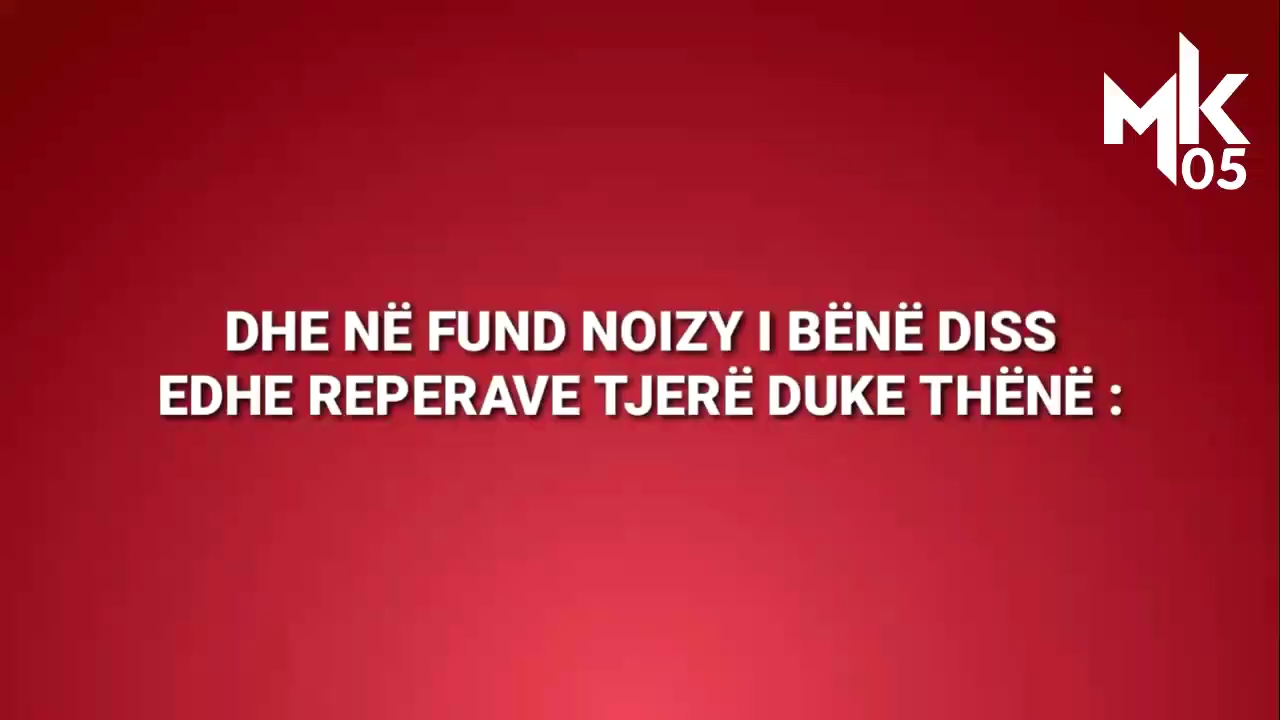 MK
05
DHE NË FUND NOIZY I BËNË DISS
EDHE REPERAVE TJERË DUKE THËNË :